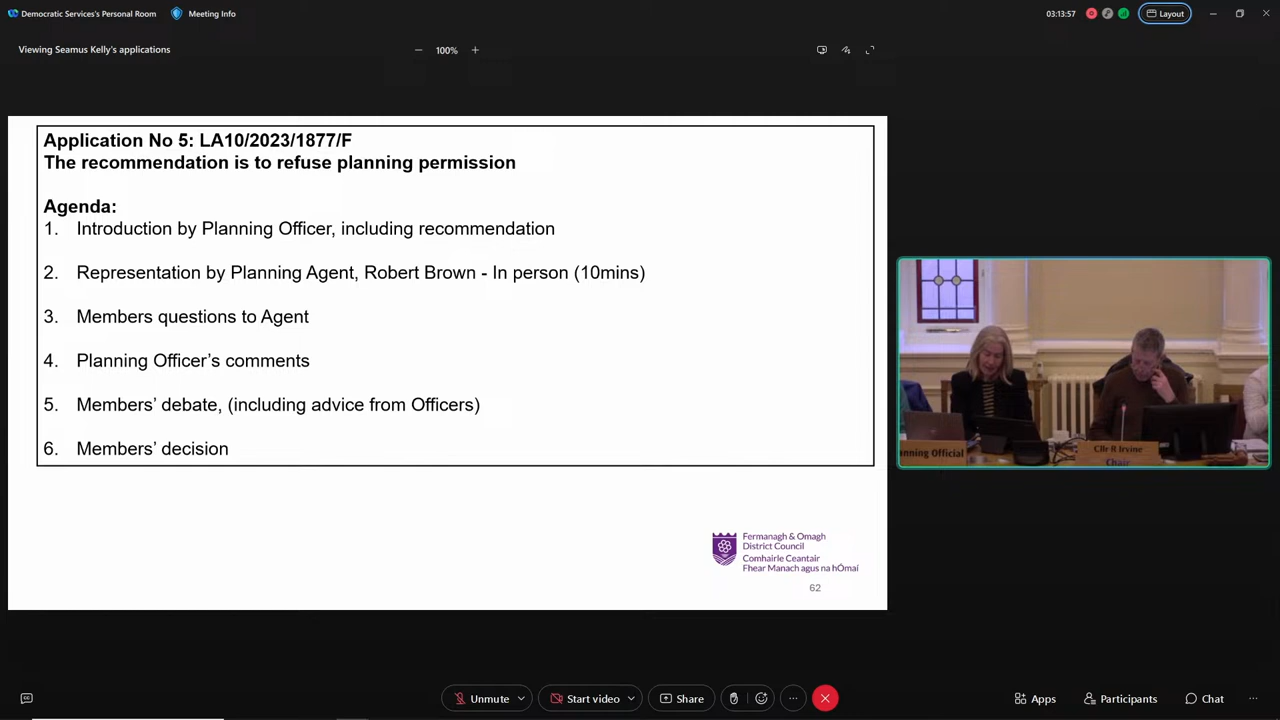 Democratic Services's Personal Room
Meeting Info
03:13:57
Layout
Viewing Seamus Kelly's applications
100%
Application No 5: LA10/2023/1877/F
The recommendation is to refuse planning permission
Agenda:
1. Introduction by Planning Officer, including recommendation
2. Representation by Planning Agent, Robert Brown - In person (10mins)
3. Members questions to Agent
4. Planning Officer’s comments
5. Members’ debate, (including advice from Officers)
6. Members’ decision
Fermanagh & Omagh
District Council
Comhairle Ceantair
Fhear Manach agus na hÓmaí
62
nning Official
Cllr R Irvine
Chair
Unmute
Start video
Share
Apps
Participants
Chat